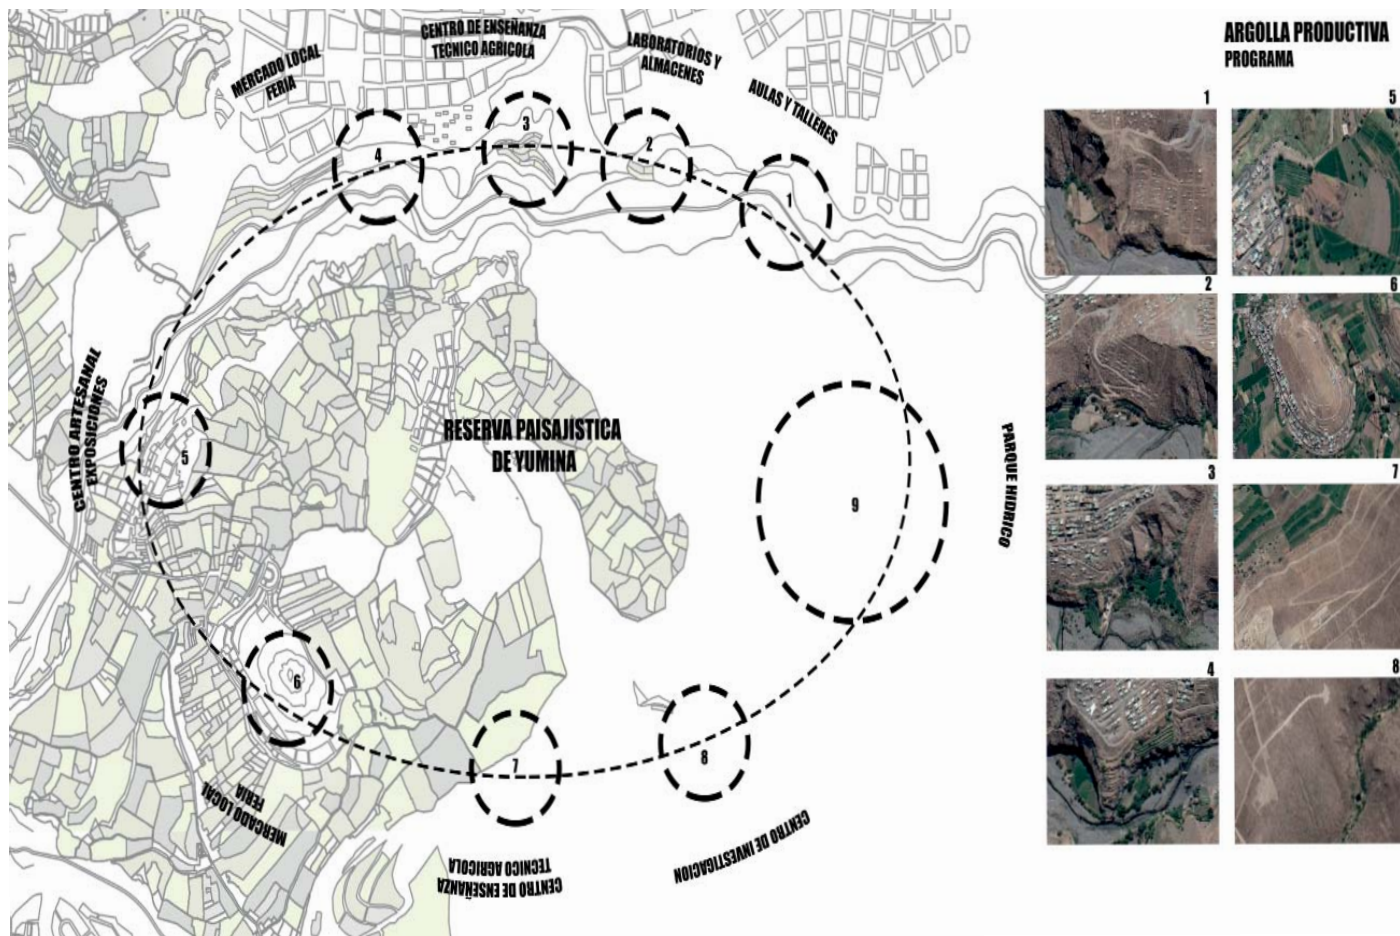 ARGOLLA PRODUCTIVA
PROGRAMA
CENTRO DE ENSEÑANZA
TECNICO AGRICOLA
MERCADO LOCAL
FERIA
LABORATORIOS Y
ALMACENES
AULAS Y TALLERES
4
3
2
1
CENTRO ARTESANAL
EXPOSICIONES
5
RESERVA PAISAJISTICA
DE YUMINA
9
PARQUE HIDRICO
6
MERCADO LOCAL
FERIA
7
CENTRO DE ENSEÑANZA
TECNICO AGRICOLA
8
CENTRO DE INVESTIGACION
1
5
2
6
3
7
4
8